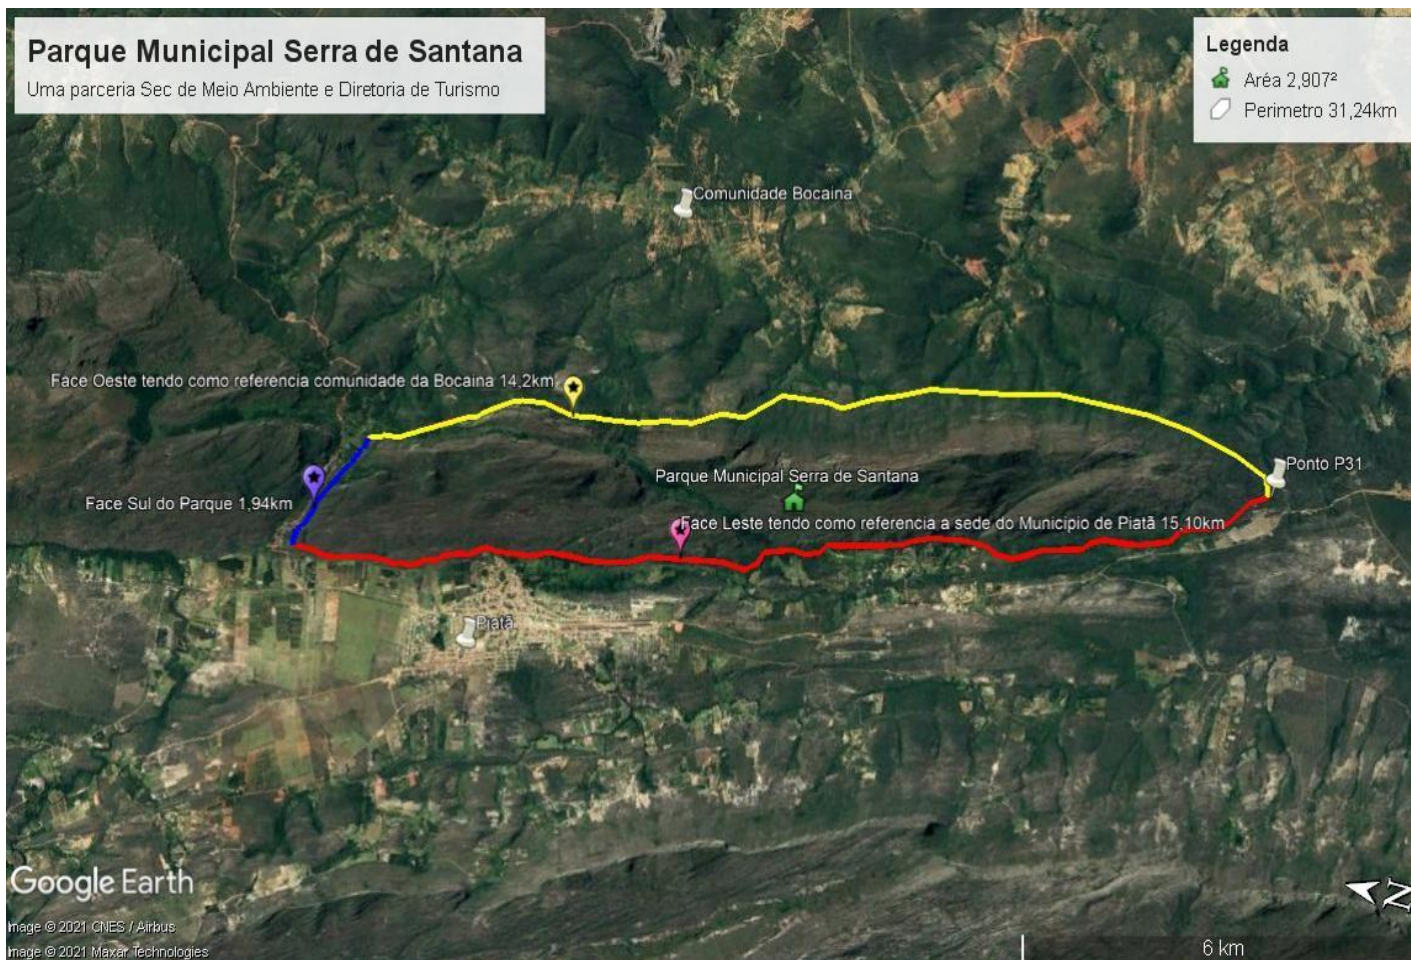 Parque Municipal Serra de Santana
Uma parceria Sec de Meio Ambiente e Diretoria de Turismo
Legenda
Aréa 2,907²
Perimetro 31,24km
Comunidade Bocaina
Face Oeste tendo como referencia comunidade da Bocaina 14,2km
Ponto P31
Parque Municipal Serra de Santana
Face Sul do Parque 1,94km
Face Leste tendo como referencia a sede do Municipio de Piatã 15,10km
Piatã
Google Earth
N
Image © 2021 CNES / Airbus
Image © 2021 Maxar Technologies
6 km